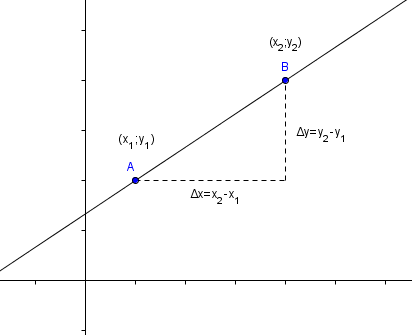 (x₂;y₂)
B
(x₁;y₁)
Δy=y₂-y₁
A
Δx=x₂-x₁